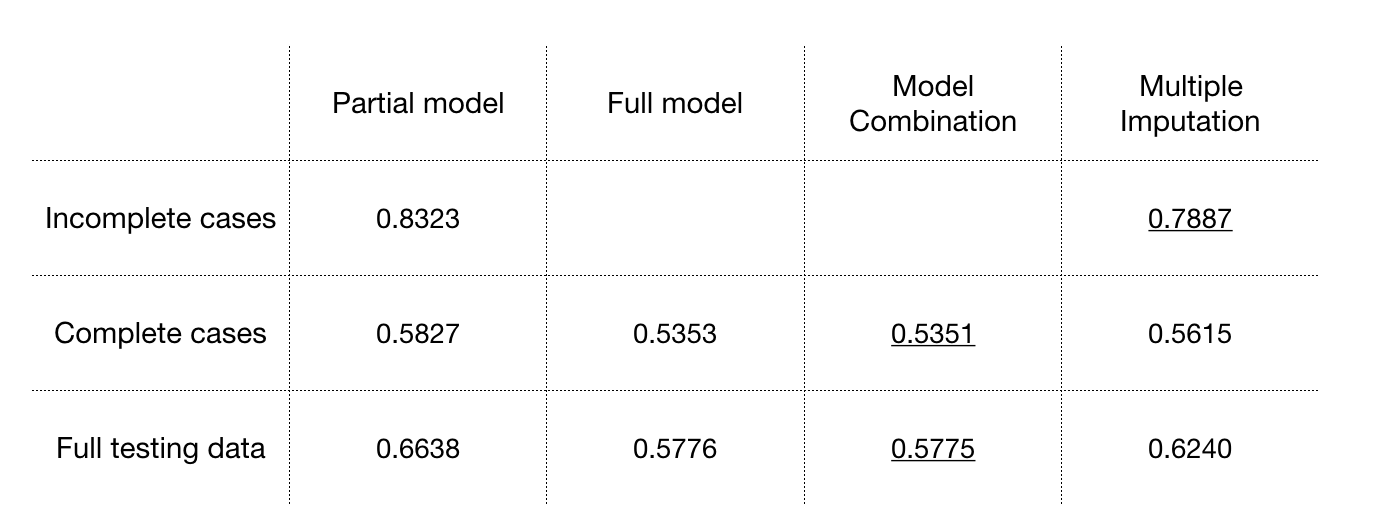 Partial model Full model Model Combination Multiple Imputation
Incomplete cases 0.8323 0.7887
Complete cases 0.5827 0.5353 0.5351 0.5615
Full testing data 0.6638 0.5776 0.5775 0.6240